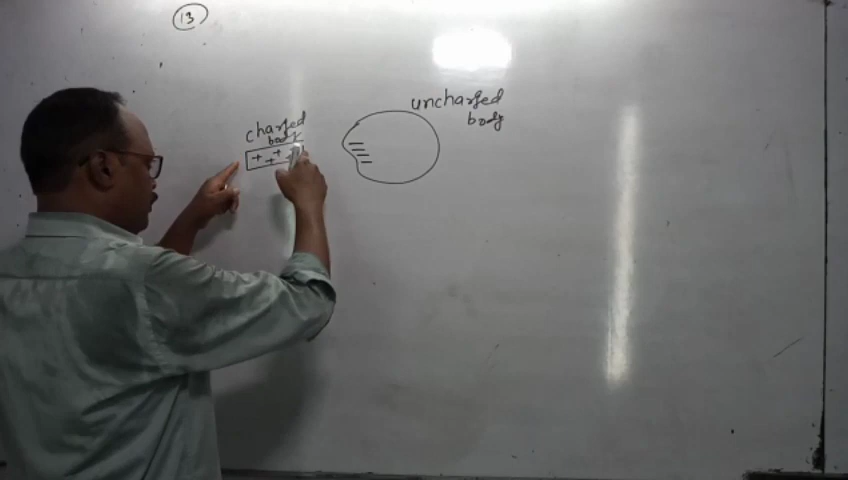 13
charged
body
+ + + +
uncharged
body